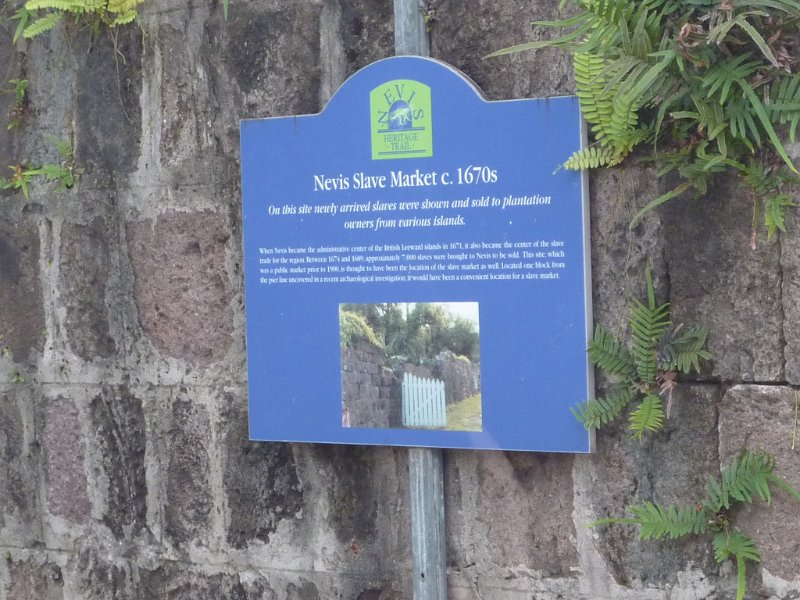 NEVIS
HERITAGE
TRAIL
Nevis Slave Market c. 1670s
On this site newly arrived slaves were shown and sold to plantation
owners from various islands.
When Nevis became the administrative center of the British Leeward islands in 1671, it also became the center of the slave
trade for the region. Between 1674 and 1689, approximately 7,000 slaves were brought to Nevis to be sold. This site, which
was a public market prior to 1900, is thought to have been the location of the slave market as well. Located one block from
the pier line uncovered in a recent archaeological investigation, it would have been a convenient location for a slave market.